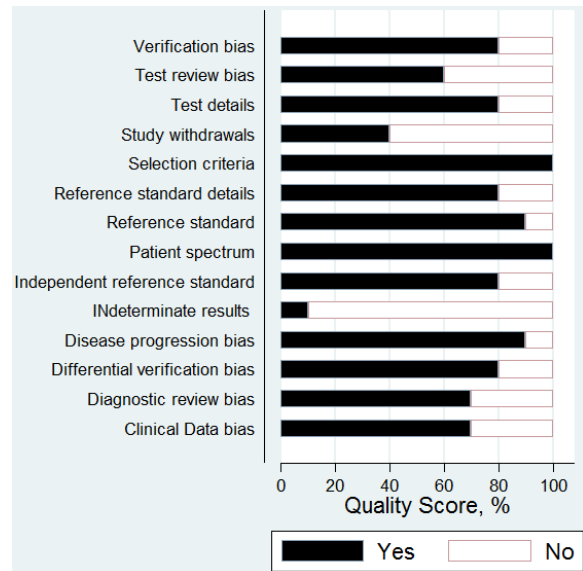 Verification bias
Test review bias
Test details
Study withdrawals
Selection criteria
Reference standard details
Reference standard
Patient spectrum
Independent reference standard
INdeterminate results
Disease progression bias
Differential verification bias
Diagnostic review bias
Clinical Data bias
0 20 40 60 80 100
Quality Score, %
Yes No